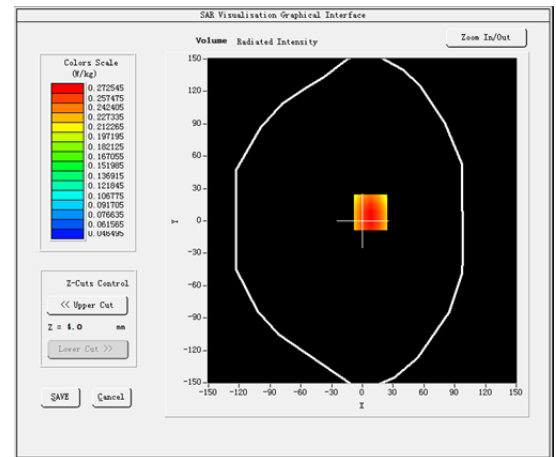 SAR Visualisation Graphical Interface
Volume Radiated Intensity
Zoom In/Out
Colors Scale
(W/kg)
0.272545
0.257475
0.242405
0.227335
0.212265
0.197195
0.182125
0.167055
0.151985
0.136915
0.121845
0.106775
0.091705
0.076635
0.061565
0.046495
Z-Cuts Control
<< Upper Cut
Z = 4.0 mm
Lower Cut >>
SAVE
Cancel
150
120
90
60
30
0
-30
-60
-90
-120
-150
Y
-150 -120 -90 -60 -30 0 30 60 90 120 150
X